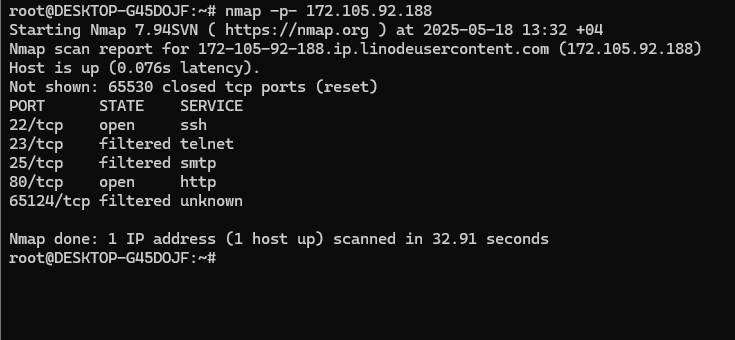 root@DESKTOP-G45DOJF:~# nmap -p- 172.105.92.188
Starting Nmap 7.94SVN ( https://nmap.org ) at 2025-05-18 13:32 +04
Nmap scan report for 172-105-92-188.ip.linodeusercontent.com (172.105.92.188)
Host is up (0.076s latency).
Not shown: 65530 closed tcp ports (reset)
PORT      STATE    SERVICE
22/tcp    open     ssh
23/tcp    filtered telnet
25/tcp    filtered smtp
80/tcp    open     http
65124/tcp filtered unknown
Nmap done: 1 IP address (1 host up) scanned in 32.91 seconds
root@DESKTOP-G45DOJF:~#